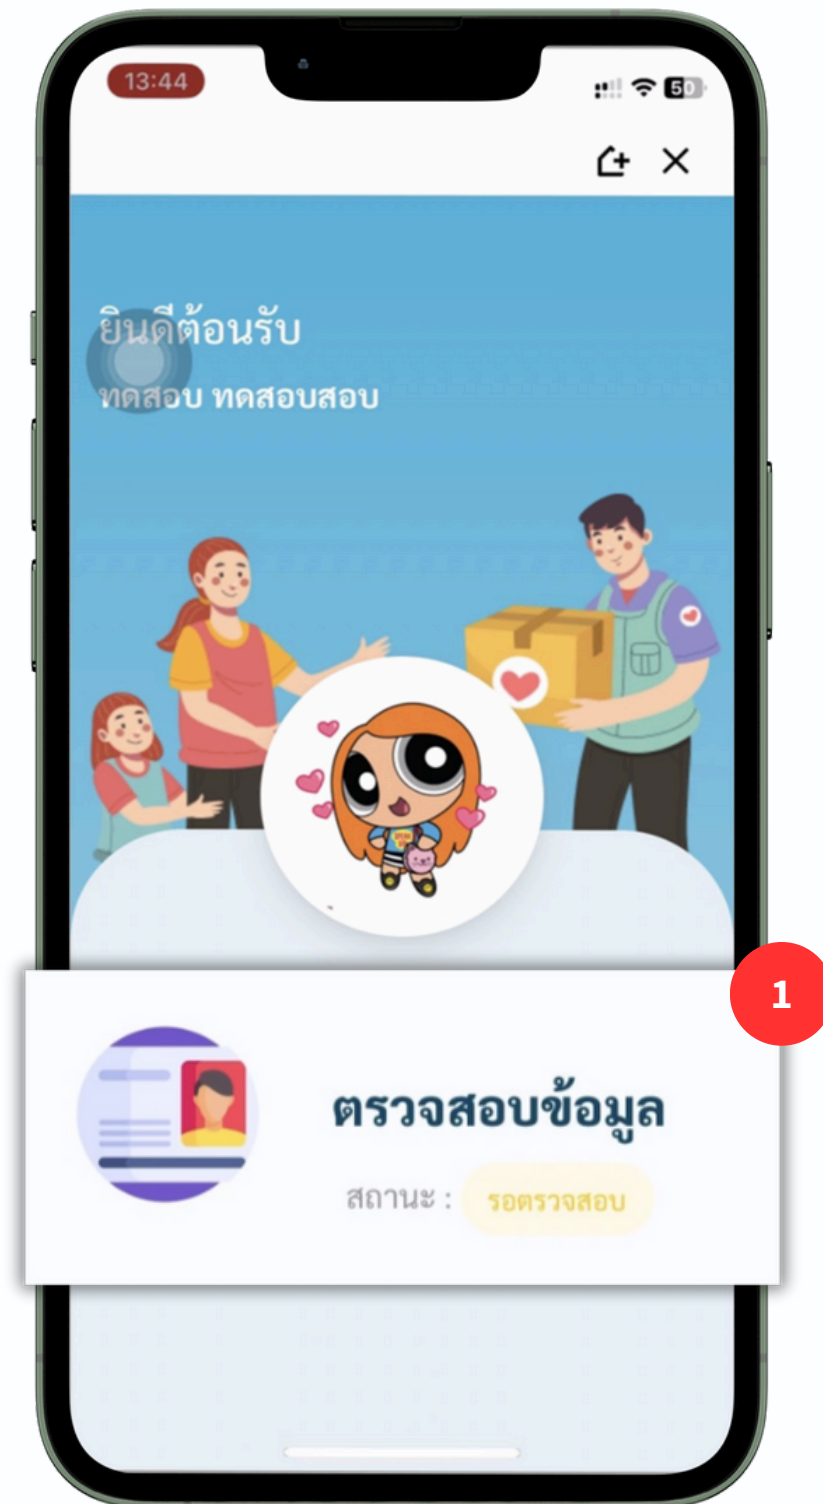 13:44
50
ยินดีต้อนรับ
ทดสอบ ทดสอบสอบ
1
ตรวจสอบข้อมูล
สถานะ : รอตรวจสอบ